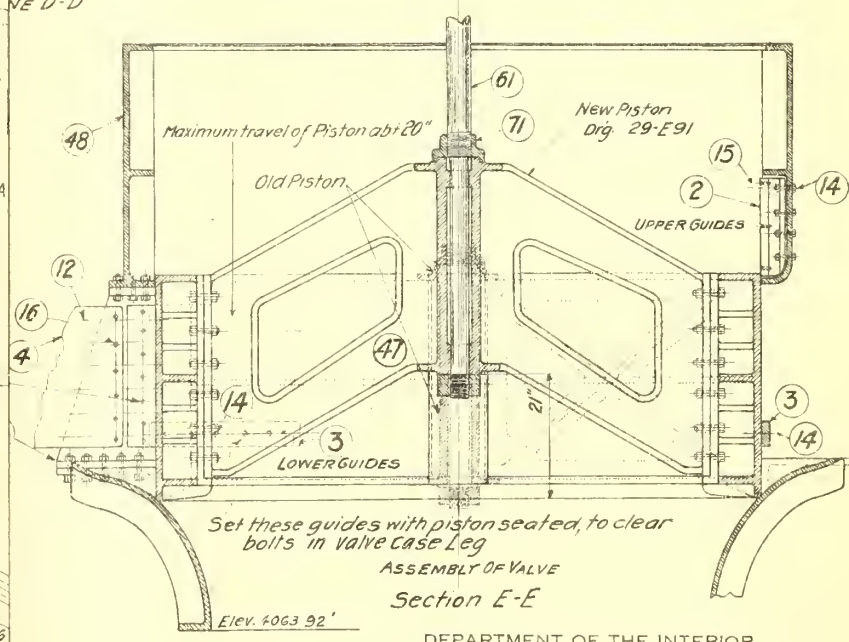 NE D-D
48
Maximum travel of Piston abt 20"
61
71
New Piston
Drg. 29-E91
15
14
2
UPPER GUIDES
Old Piston
12
16
4
47
14
3
LOWER GUIDES
21"
3
14
Set these guides with piston seated, to clear
bolts in valve case Leg
ASSEMBLY OF VALVE
Section E-E
Elev. 4063 92'
DEPARTMENT OF THE INTERIOR